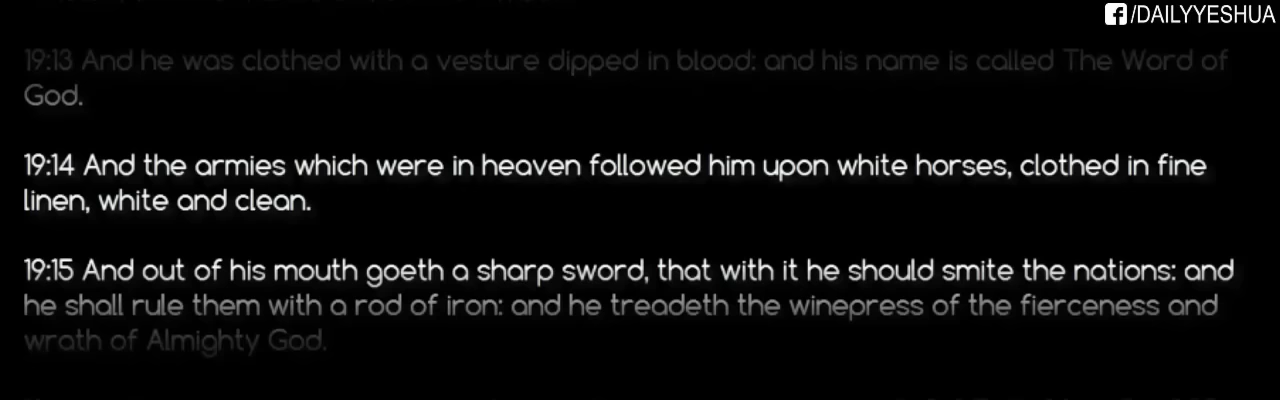 /DAILYYESHUA
19:13 And he was clothed with a vesture dipped in blood: and his name is called The Word of
God.
19:14 And the armies which were in heaven followed him upon white horses, clothed in fine
linen, white and clean.
19:15 And out of his mouth goeth a sharp sword, that with it he should smite the nations: and
he shall rule them with a rod of iron: and he treadeth the winepress of the fierceness and
wrath of Almighty God.